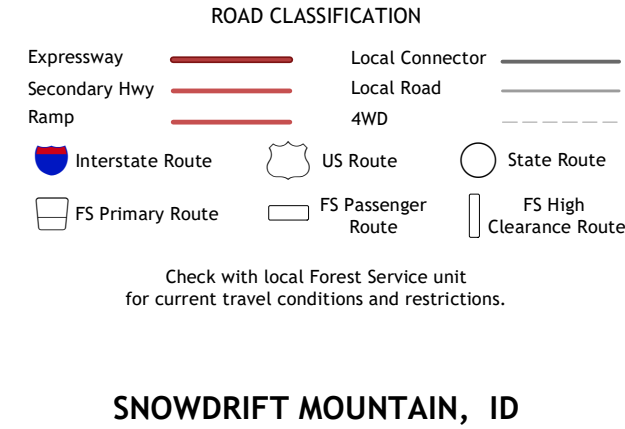 ROAD CLASSIFICATION
Expressway
Local Connector
Secondary Hwy
Local Road
Ramp
4WD
Interstate Route
US Route
State Route
FS Primary Route
FS Passenger
Route
FS High
Clearance Route
Check with local Forest Service unit
for current travel conditions and restrictions.
SNOWDRIFT MOUNTAIN, ID